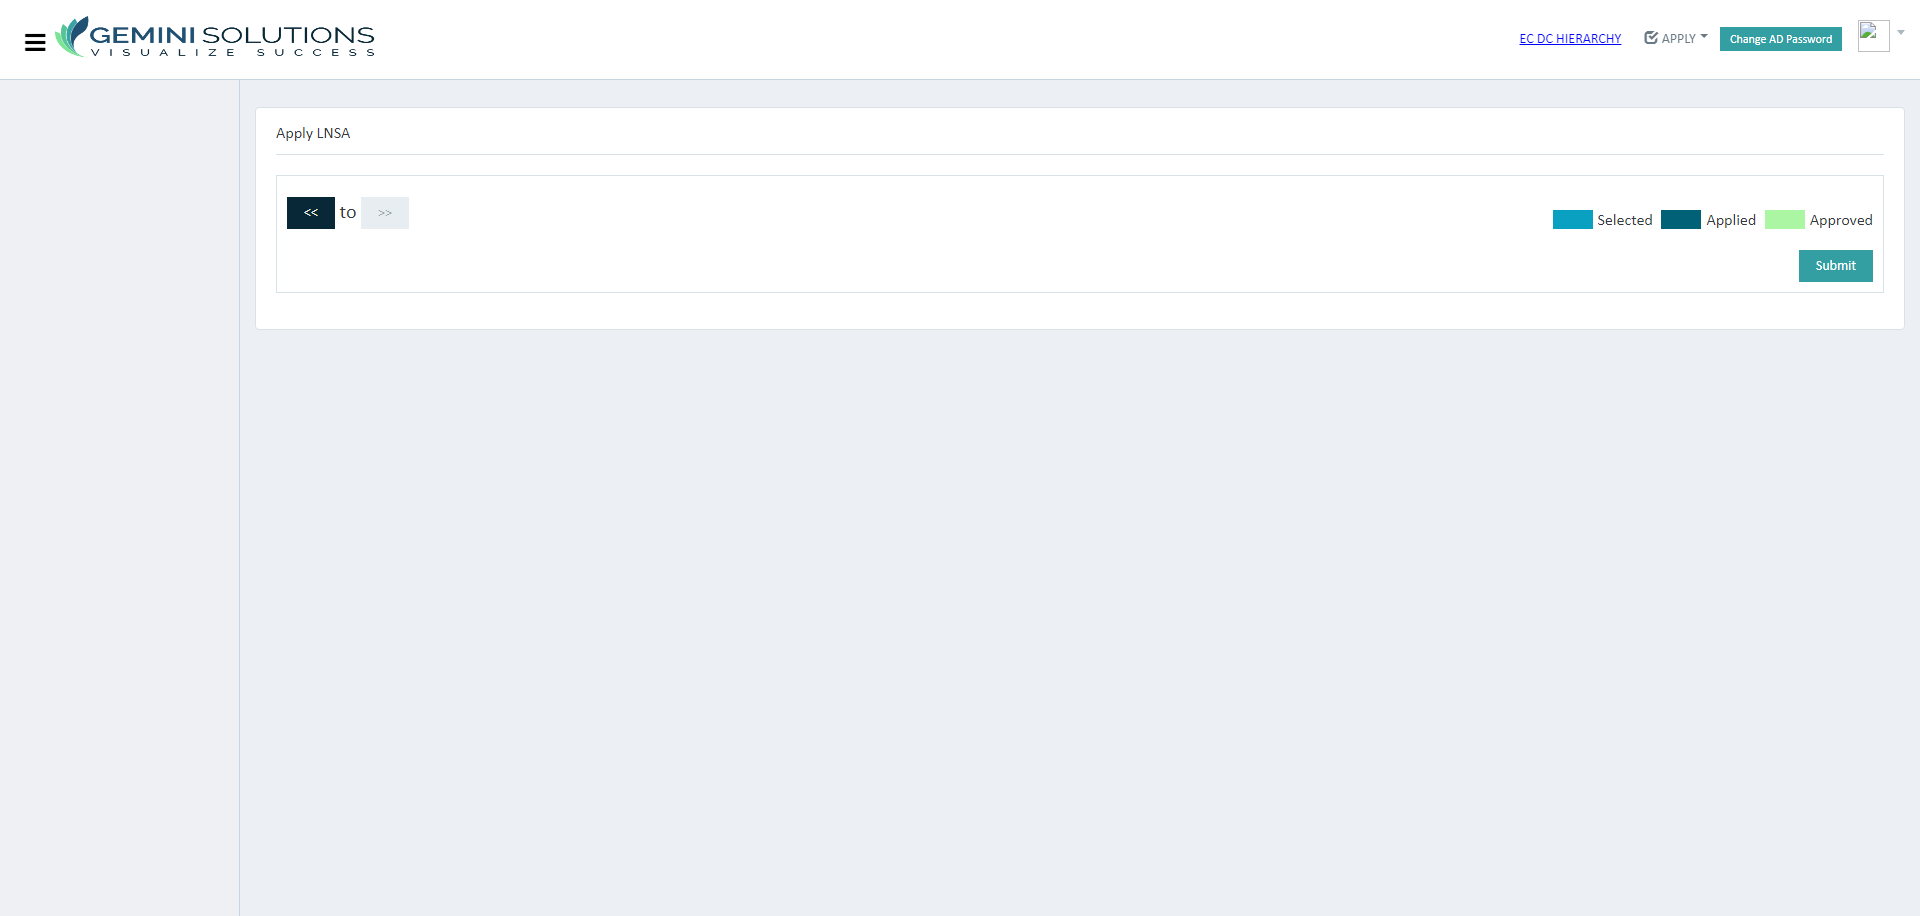 GEMINI SOLUTIONS
VISUALIZE SUCCESS
EC DC HIERARCHY
APPLY
Change AD Password
Apply LNSA
<< to >>
Selected Applied Approved
Submit